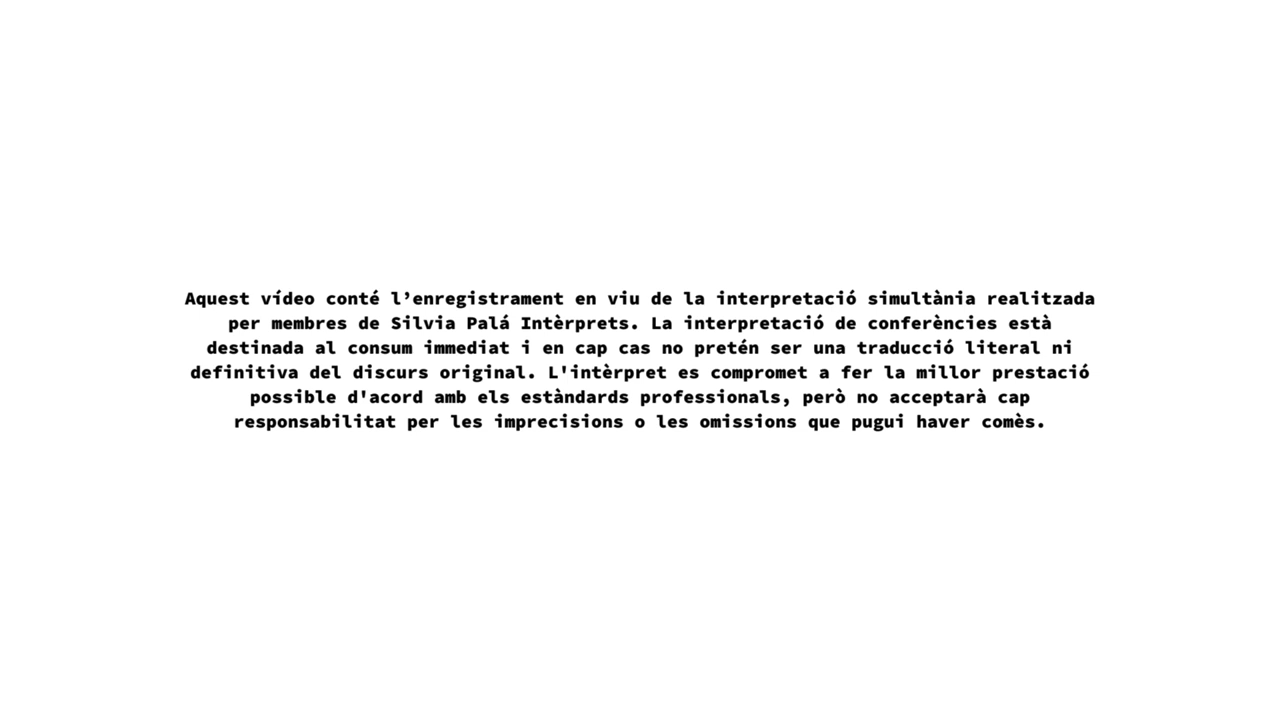 Aquest vídeo conté l’enregistrament en viu de la interpretació simultània realitzada
per membres de Silvia Palá Intèrprets. La interpretació de conferències està
destinada al consum immediat i en cap cas no pretén ser una traducció literal ni
definitiva del discurs original. L'intèrpret es compromet a fer la millor prestació
possible d'acord amb els estàndards professionals, però no acceptarà cap
responsabilitat per les imprecisions o les omissions que pugui haver comès.